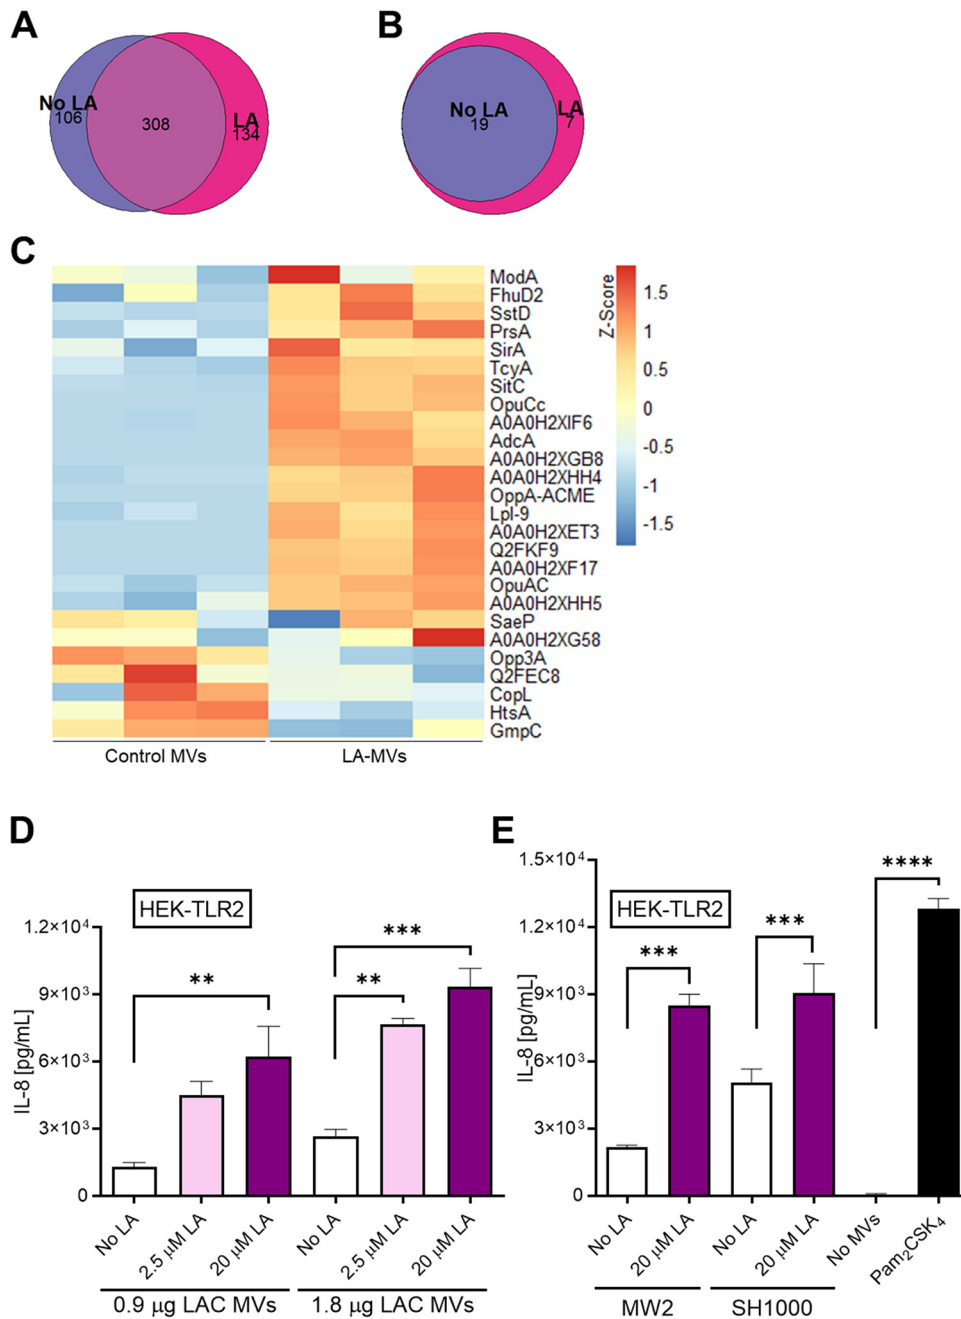 A
No LA
106
308
LA
134
B
No LA
19
LA
7
C
ModA
FhuD2
SstD
PrsA
SirA
TcyA
SitC
OpuCc
A0A0H2XIF6
AdcA
A0A0H2XGB8
A0A0H2XHH4
OppA-ACME
Lpl-9
A0A0H2XET3
Q2FKF9
A0A0H2XF17
OpuAC
A0A0H2XHH5
SaeP
A0A0H2XG58
Opp3A
Q2FEC8
CopL
HtsA
GmpC
Z-Score
1.5
1
0.5
0
-0.5
-1
-1.5
Control MVs
LA-MVs
D
HEK-TLR2
IL-8 [pg/mL]
1.2×10⁴
9×10³
6×10³
3×10³
0
**
**
***
No LA
2.5 µM LA
20 µM LA
No LA
2.5 µM LA
20 µM LA
0.9 µg LAC MVs
1.8 µg LAC MVs
E
HEK-TLR2
IL-8 [pg/mL]
1.5×10⁴
1.2×10⁴
9×10³
6×10³
3×10³
0
***
***
****
No LA
20 µM LA
No LA
20 µM LA
No MVs
Pam₂CSK₄
MW2
SH1000